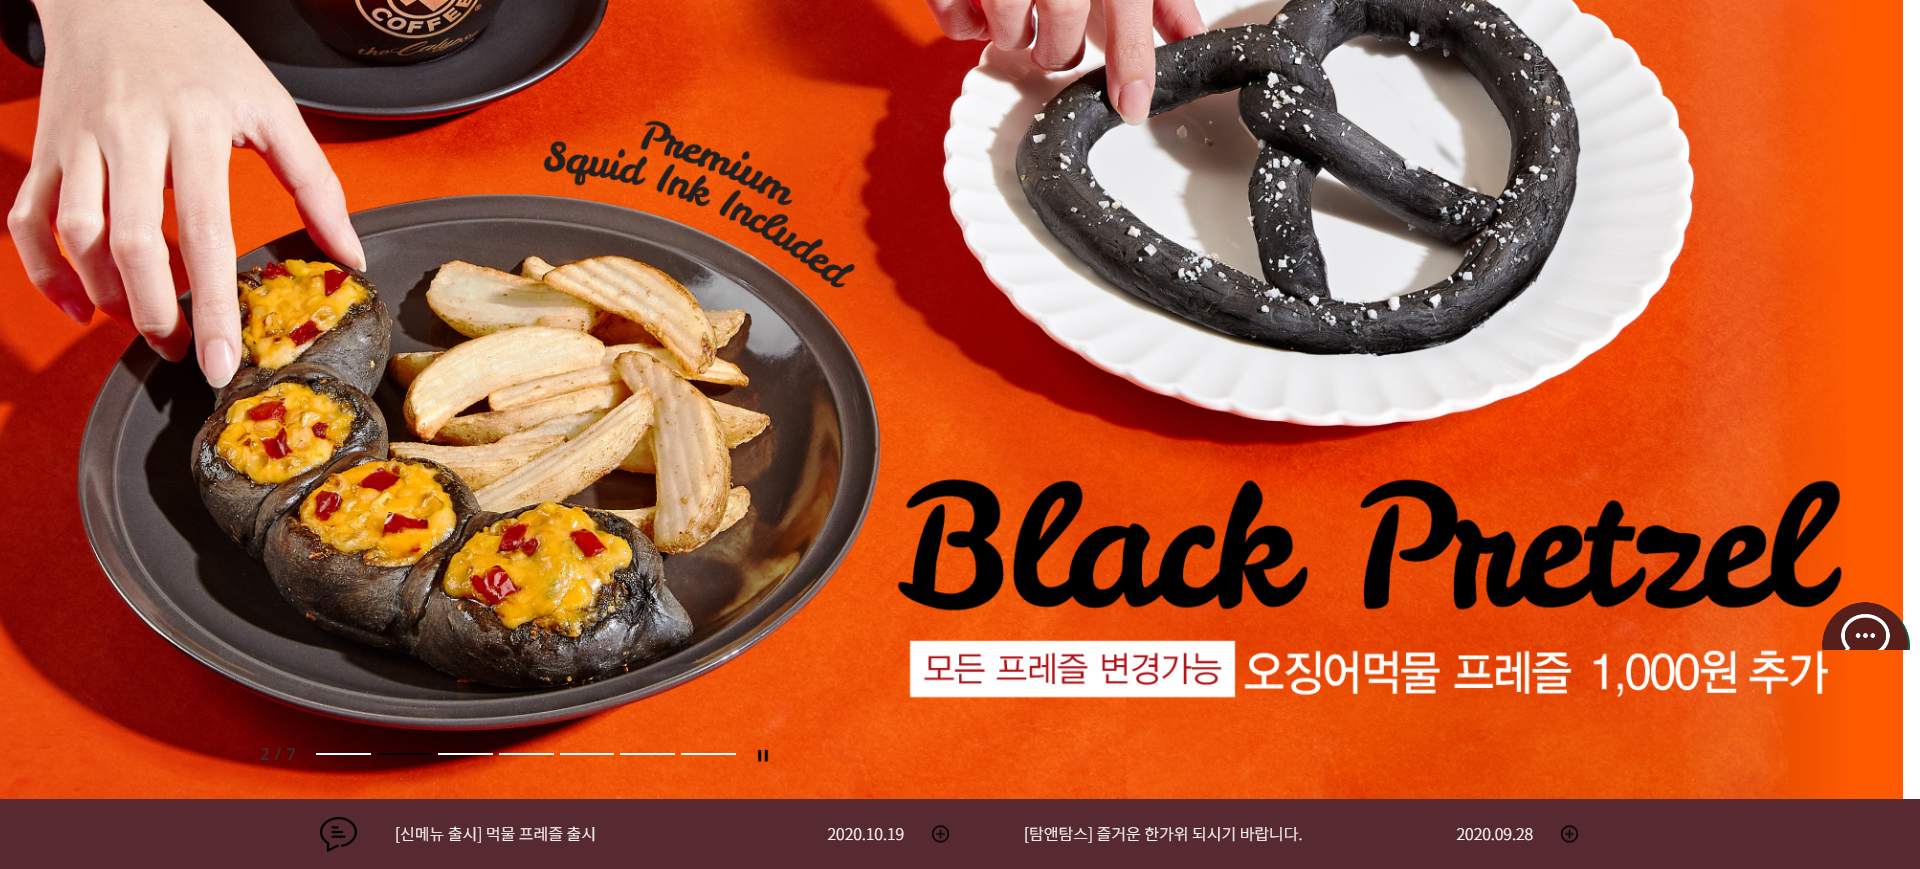 COFFEE
the
Premium
Squid Ink Included
Black Pretzel
모든 프레즐 변경가능 오징어먹물 프레즐 1,000원 추가
2 / 7
[신메뉴 출시] 먹물 프레즐 출시 2020.10.19 [탐앤탐스] 즐거운 한가위 되시기 바랍니다. 2020.09.28